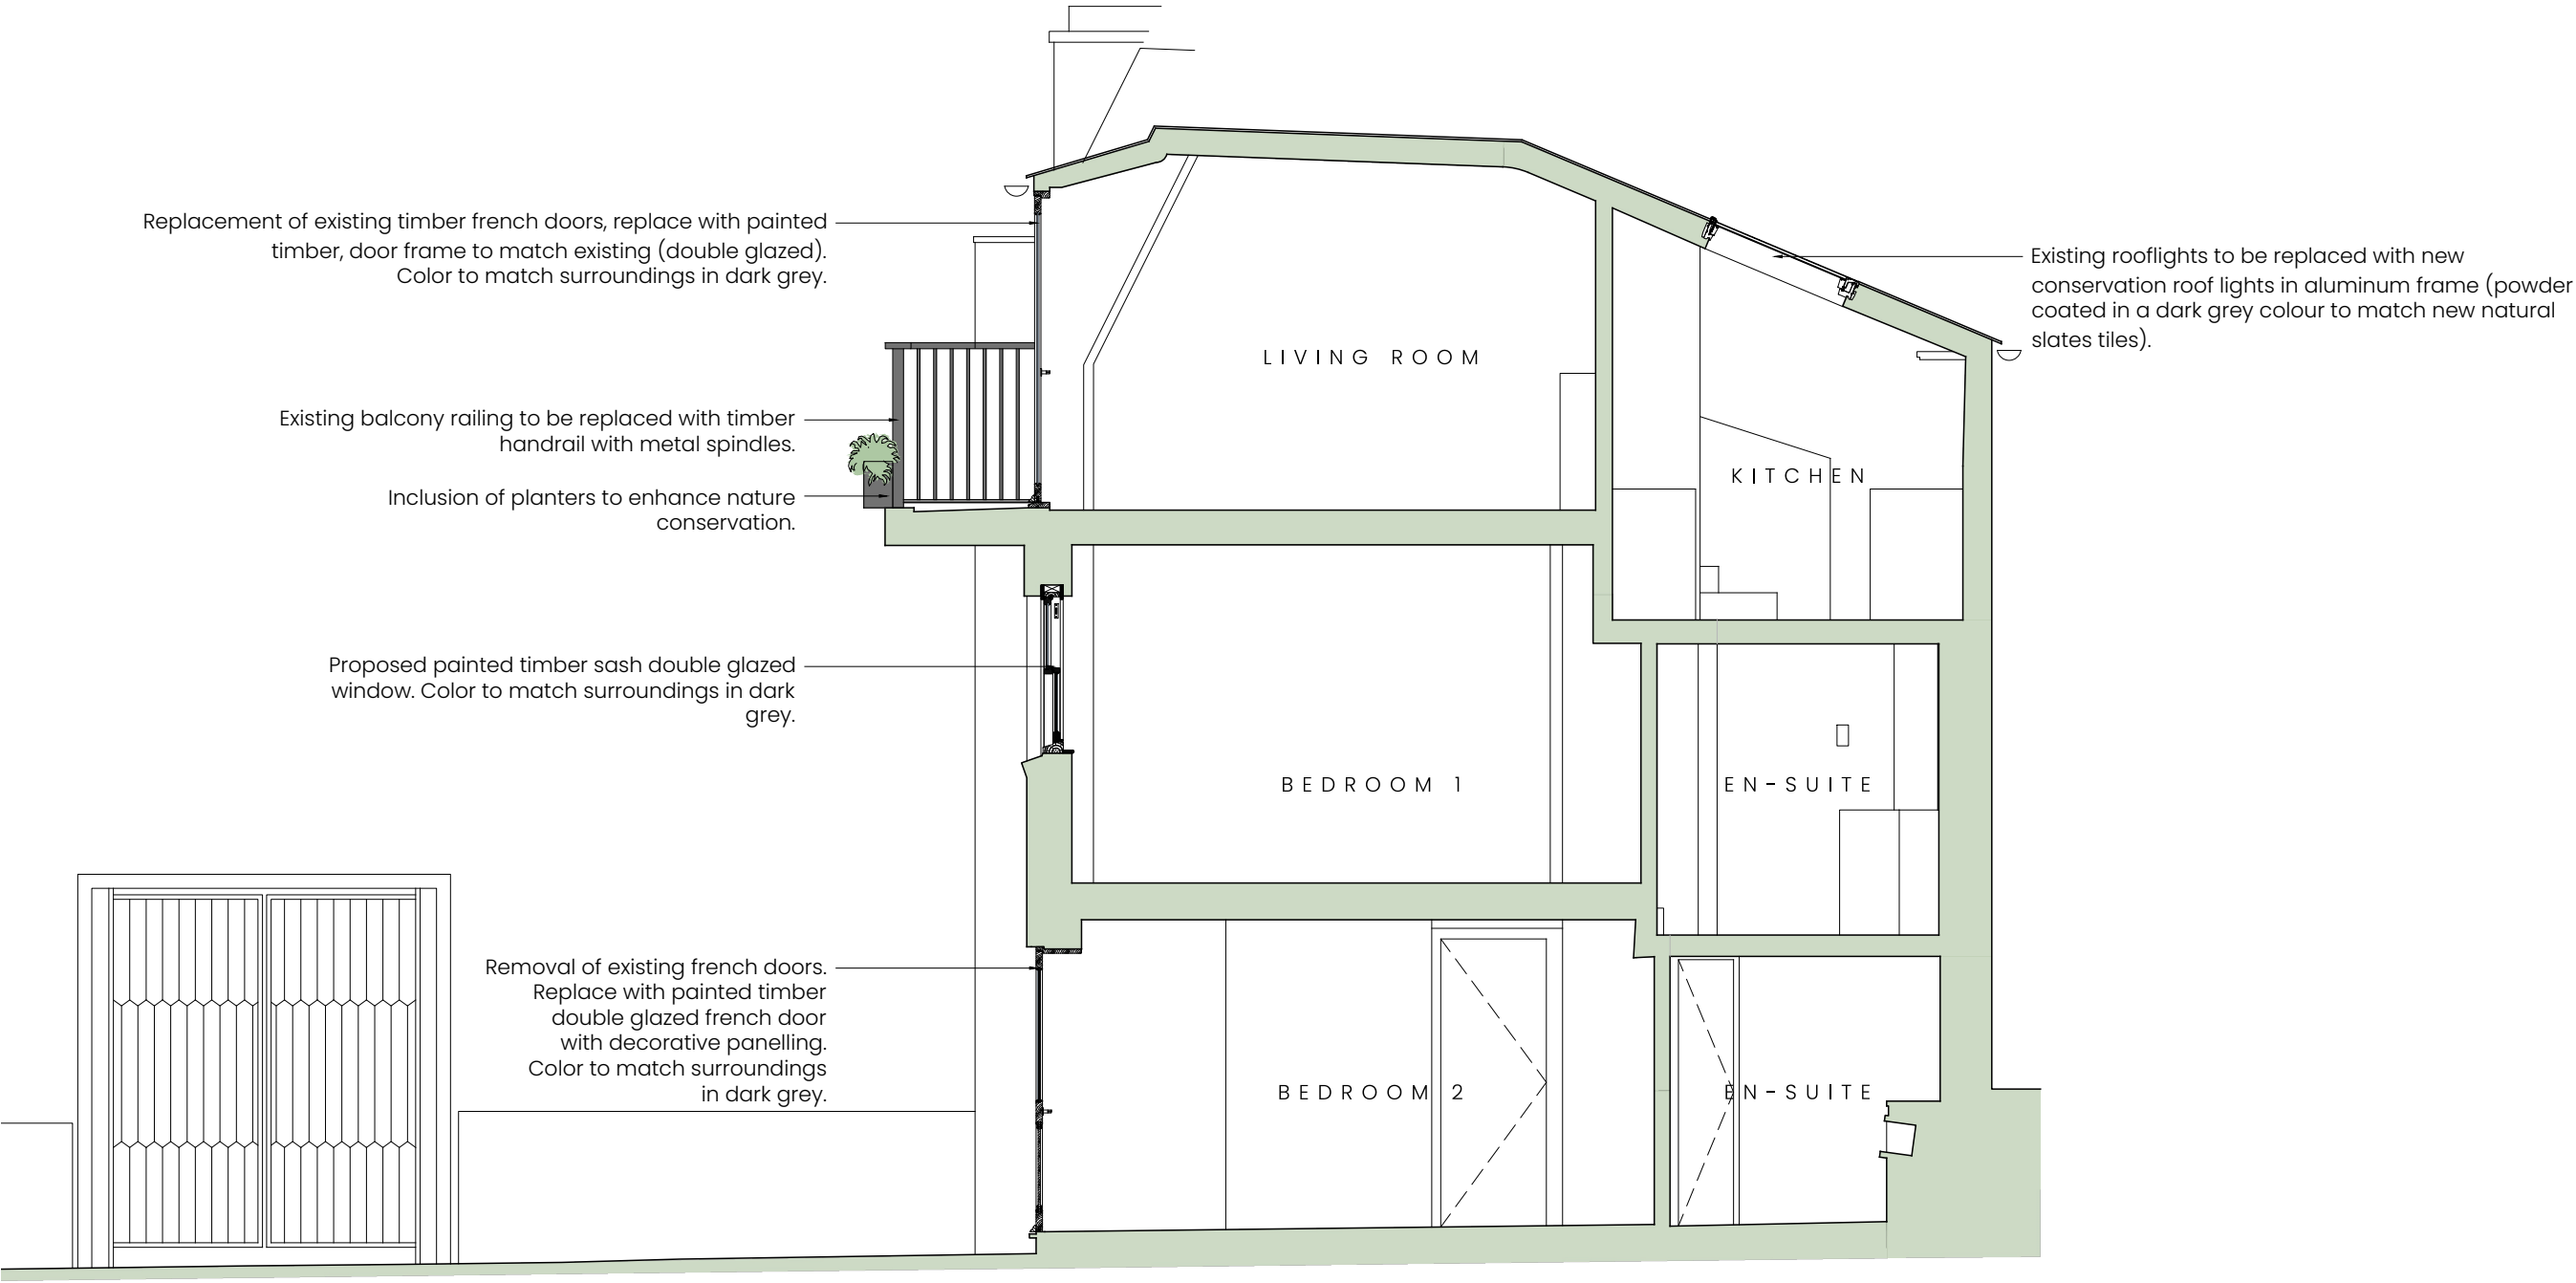 Replacement of existing timber french doors, replace with painted
timber, door frame to match existing (double glazed).
Color to match surroundings in dark grey.
Existing rooflights to be replaced with new
conservation roof lights in aluminum frame (powder
coated in a dark grey colour to match new natural
slates tiles).
LIVING ROOM
Existing balcony railing to be replaced with timber
handrail with metal spindles.
KITCHEN
Inclusion of planters to enhance nature
conservation.
Proposed painted timber sash double glazed
window. Color to match surroundings in dark
grey.
BEDROOM 1
EN-SUITE
Removal of existing french doors.
Replace with painted timber
double glazed french door
with decorative panelling.
Color to match surroundings
in dark grey.
BEDROOM 2
EN-SUITE